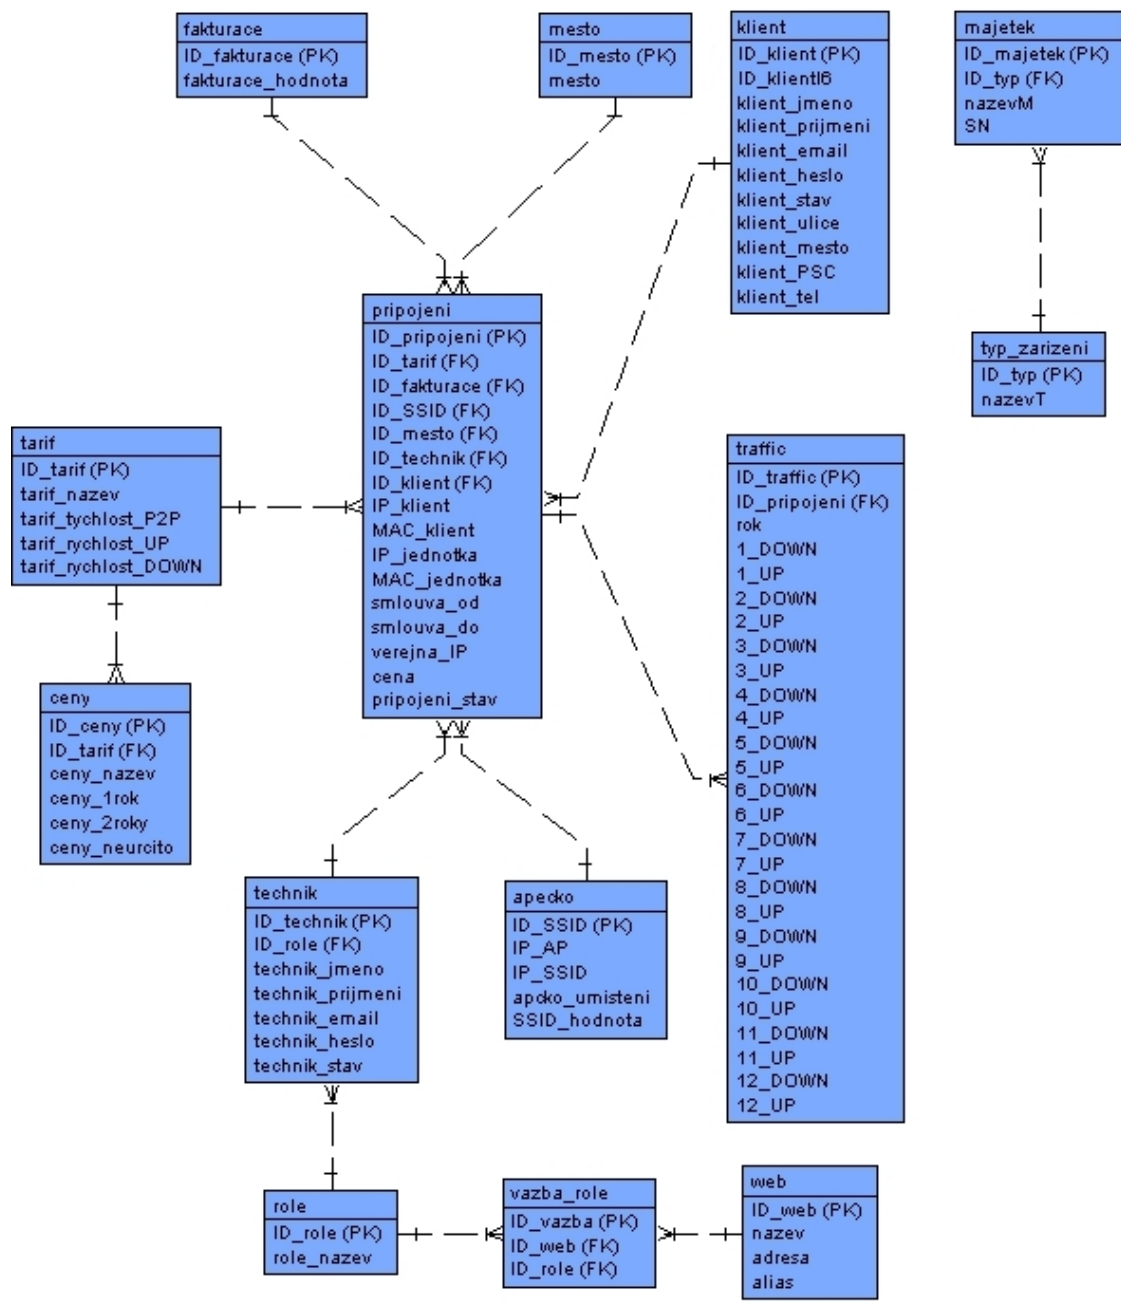 fakturace
ID_fakturace (PK)
fakturace_hodnota
mesto
ID_mesto (PK)
mesto
klient
ID_klient (PK)
ID_klientI6
klient_jmeno
klient_prijmeni
klient_email
klient_heslo
klient_stav
klient_ulice
klient_mesto
klient_PSC
klient_tel
majetek
ID_majetek (PK)
ID_typ (FK)
nazevM
SN
pripojeni
ID_pripojeni (PK)
ID_tarif (FK)
ID_fakturace (FK)
ID_SSID (FK)
ID_mesto (FK)
ID_technik (FK)
ID_klient (FK)
IP_klient
MAC_klient
IP_jednotka
MAC_jednotka
smlouva_od
smlouva_do
verejna_IP
cena
pripojeni_stav
typ_zarizeni
ID_typ (PK)
nazevT
tarif
ID_tarif (PK)
tarif_nazev
tarif_tychlost_P2P
tarif_rychlost_UP
tarif_rychlost_DOWN
traffic
ID_traffic (PK)
ID_pripojeni (FK)
rok
1_DOWN
1_UP
2_DOWN
2_UP
3_DOWN
3_UP
4_DOWN
4_UP
5_DOWN
5_UP
6_DOWN
6_UP
7_DOWN
7_UP
8_DOWN
8_UP
9_DOWN
9_UP
10_DOWN
10_UP
11_DOWN
11_UP
12_DOWN
12_UP
ceny
ID_ceny (PK)
ID_tarif (FK)
ceny_nazev
ceny_1rok
ceny_2roky
ceny_neurcito
technik
ID_technik (PK)
ID_role (FK)
technik_jmeno
technik_prijmeni
technik_email
technik_heslo
technik_stav
apecko
ID_SSID (PK)
IP_AP
IP_SSID
apcko_umisteni
SSID_hodnota
role
ID_role (PK)
role_nazev
vazba_role
ID_vazba (PK)
ID_web (FK)
ID_role (FK)
web
ID_web (PK)
nazev
adresa
alias